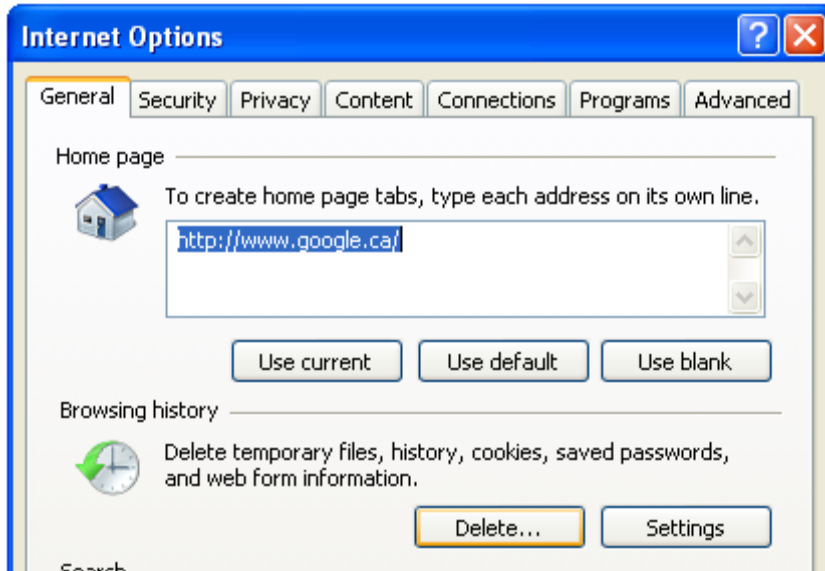 Internet Options
General Security Privacy Content Connections Programs Advanced
Home page
To create home page tabs, type each address on its own line.
http://www.google.ca/
Use current Use default Use blank
Browsing history
Delete temporary files, history, cookies, saved passwords,
and web form information.
Delete... Settings
Search